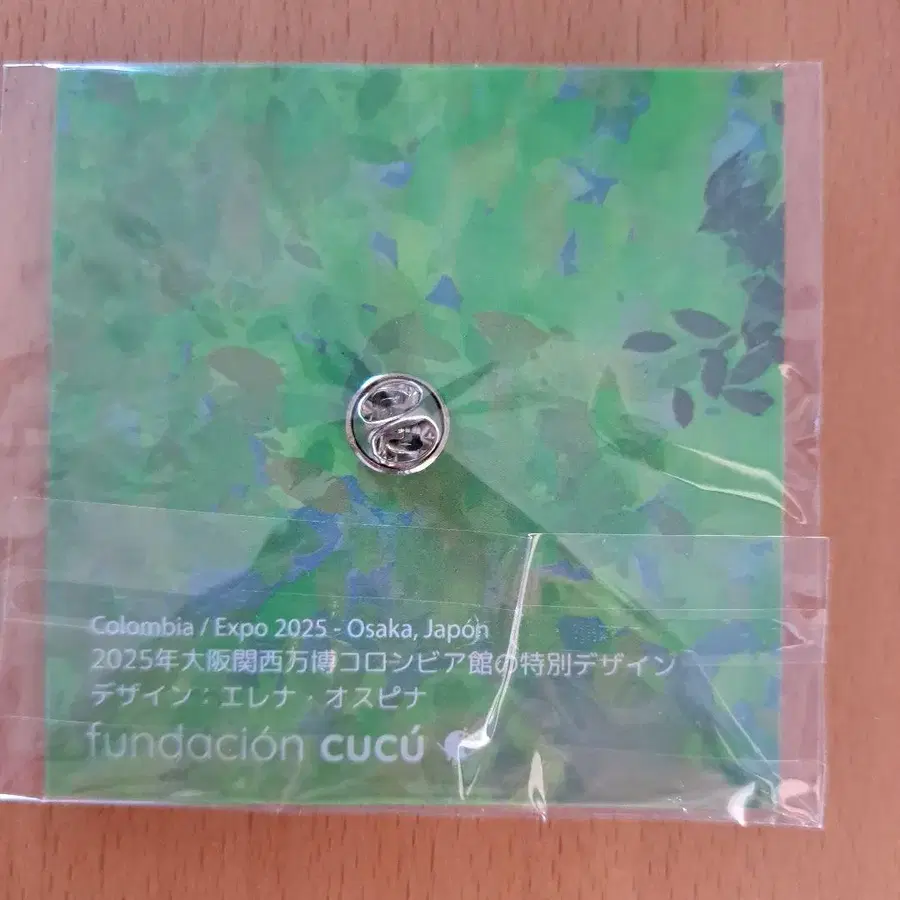 Colombia / Expo 2025 - Osaka, Japón
2025年大阪関西万博コロンビア館の特別デザイン
デザイン：エレナ・オスピナ
fundación cucú